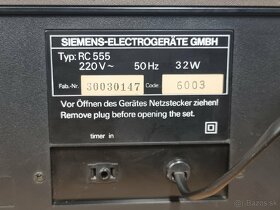 SIEMENS-ELECTROGERÄTE GMBH
Typ: RC 555
220 V ~ 50 Hz 32 W
Fab.-Nr. 30030147 Code: 6003
Vor Öffnen des Gerätes Netzstecker ziehen!
Remove plug before opening the set.
timer in
bazar.sk